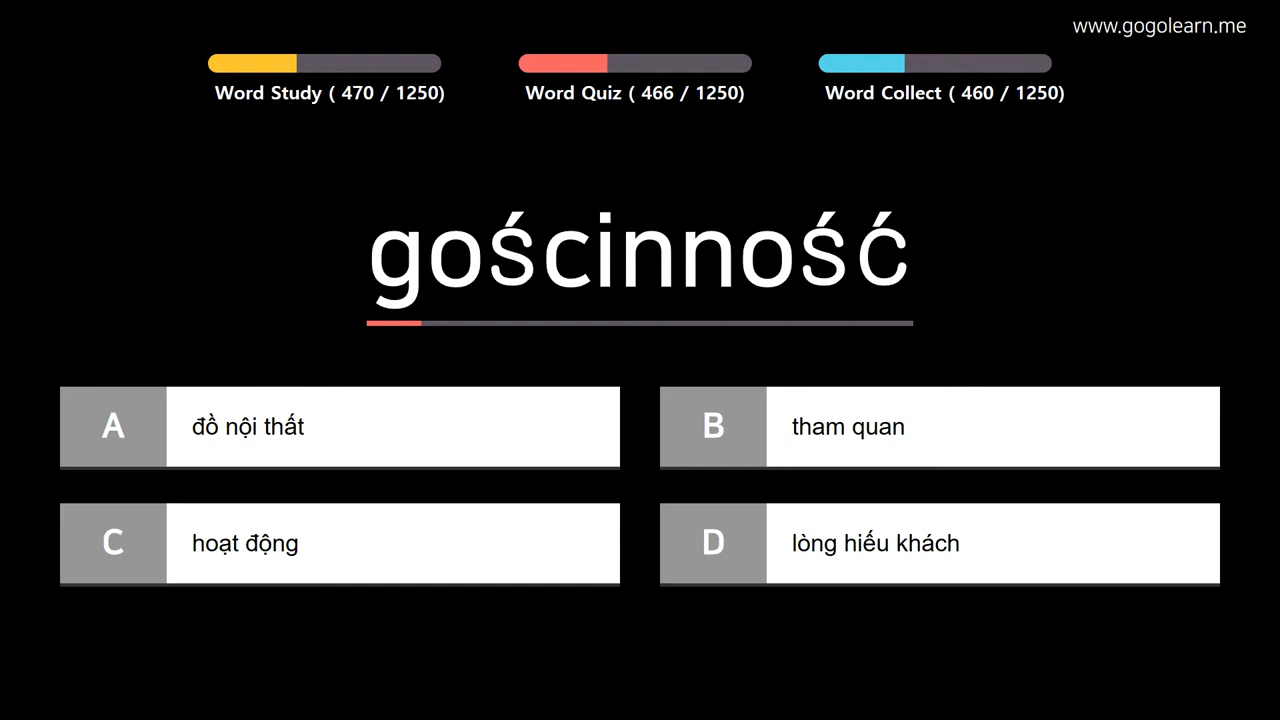 www.gogolearn.me
Word Study ( 470 / 1250)
Word Quiz ( 466 / 1250)
Word Collect ( 460 / 1250)
gościnność
A
đồ nội thất
B
tham quan
C
hoạt động
D
lòng hiếu khách